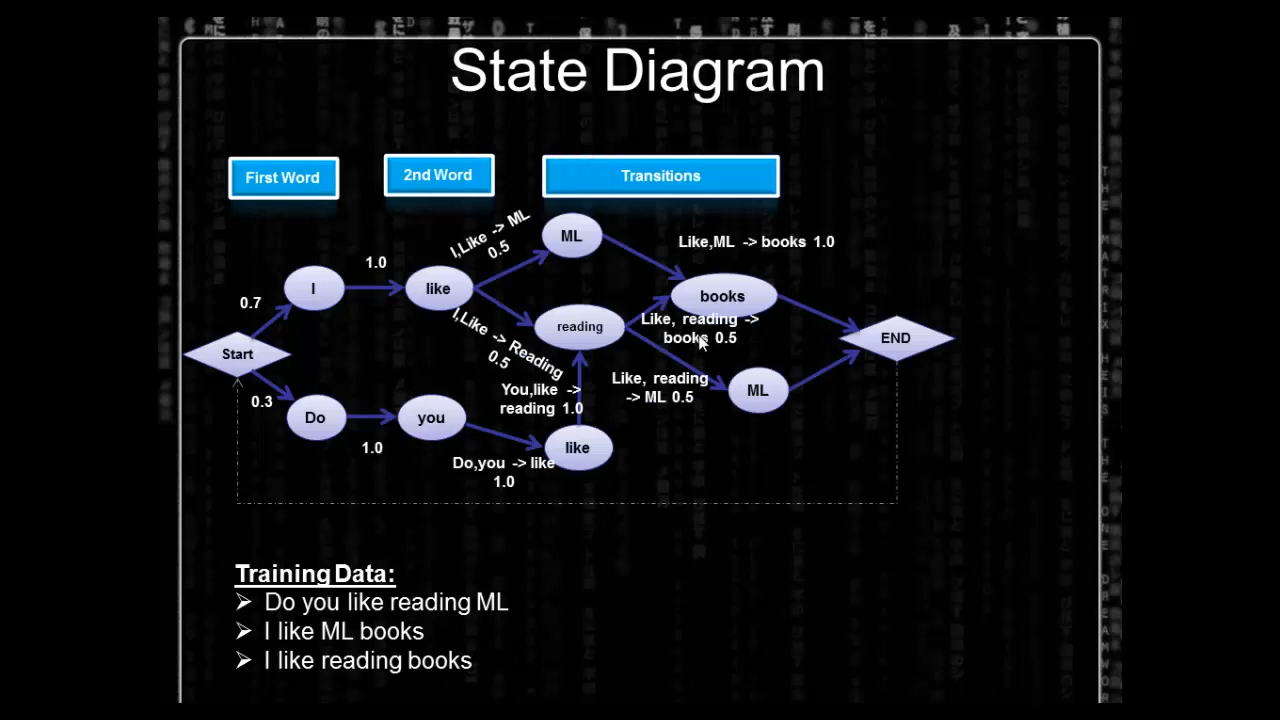 State Diagram
First Word
2nd Word
Transitions
I,Like -> ML
0.5
ML
Like,ML -> books 1.0
1.0
I
like
books
0.7
I,Like -> Reading
0.5
reading
Like, reading ->
books 0.5
Start
END
You,like ->
reading 1.0
Like, reading
-> ML 0.5
ML
0.3
Do
you
1.0
like
Do,you -> like
1.0
Training Data:
➢ Do you like reading ML
➢ I like ML books
➢ I like reading books